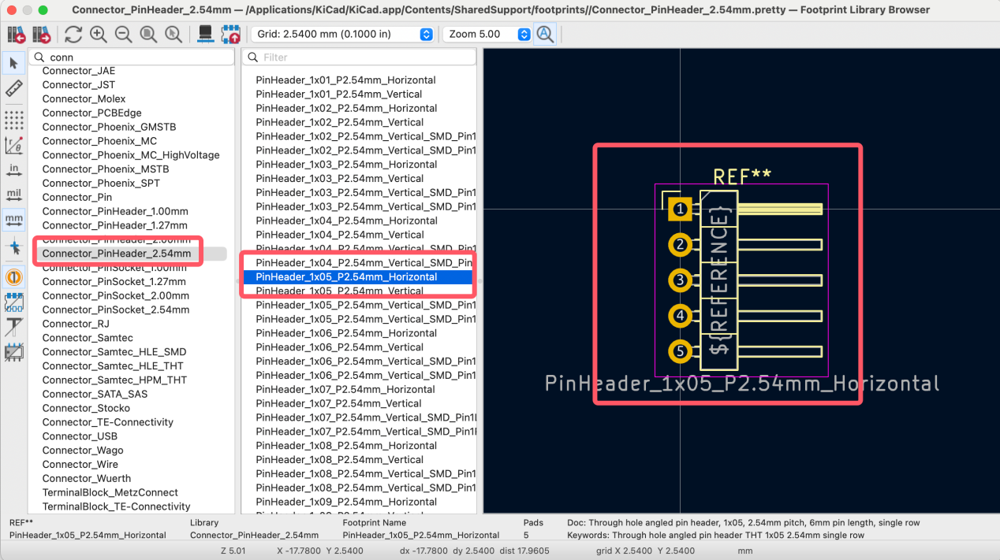 Connector_PinHeader_2.54mm — /Applications/KiCad/KiCad.app/Contents/SharedSupport/footprints//Connector_PinHeader_2.54mm.pretty — Footprint Library Browser
Grid: 2.5400 mm (0.1000 in)
Zoom 5.00
conn
Connector_JAE
Connector_JST
Connector_Molex
Connector_PCBEdge
Connector_Phoenix_GMSTB
Connector_Phoenix_MC
Connector_Phoenix_MC_HighVoltage
Connector_Phoenix_MSTB
Connector_Phoenix_SPT
Connector_Pin
Connector_PinHeader_1.00mm
Connector_PinHeader_1.27mm
Connector_PinHeader_2.00mm
Connector_PinHeader_2.54mm
Connector_PinSocket_1.00mm
Connector_PinSocket_1.27mm
Connector_PinSocket_2.00mm
Connector_PinSocket_2.54mm
Connector_RJ
Connector_Samtec
Connector_Samtec_HLE_SMD
Connector_Samtec_HLE_THT
Connector_Samtec_HPM_THT
Connector_SATA_SAS
Connector_Stocko
Connector_TE-Connectivity
Connector_USB
Connector_Wago
Connector_Wire
Connector_Wuerth
TerminalBlock_MetzConnect
TerminalBlock_TE-Connectivity
Filter
PinHeader_1x01_P2.54mm_Horizontal
PinHeader_1x01_P2.54mm_Vertical
PinHeader_1x02_P2.54mm_Horizontal
PinHeader_1x02_P2.54mm_Vertical
PinHeader_1x02_P2.54mm_Vertical_SMD_Pin1
PinHeader_1x02_P2.54mm_Vertical_SMD_Pin1
PinHeader_1x03_P2.54mm_Horizontal
PinHeader_1x03_P2.54mm_Vertical
PinHeader_1x03_P2.54mm_Vertical_SMD_Pin1
PinHeader_1x03_P2.54mm_Vertical_SMD_Pin1
PinHeader_1x04_P2.54mm_Horizontal
PinHeader_1x04_P2.54mm_Vertical
PinHeader_1x04_P2.54mm_Vertical_SMD_Pin1
PinHeader_1x04_P2.54mm_Vertical_SMD_Pin
PinHeader_1x05_P2.54mm_Horizontal
PinHeader_1x05_P2.54mm_Vertical
PinHeader_1x05_P2.54mm_Vertical_SMD_Pin1
PinHeader_1x05_P2.54mm_Vertical_SMD_Pin1
PinHeader_1x06_P2.54mm_Horizontal
PinHeader_1x06_P2.54mm_Vertical
PinHeader_1x06_P2.54mm_Vertical_SMD_Pin1
PinHeader_1x06_P2.54mm_Vertical_SMD_Pin1
PinHeader_1x07_P2.54mm_Horizontal
PinHeader_1x07_P2.54mm_Vertical
PinHeader_1x07_P2.54mm_Vertical_SMD_Pin1
PinHeader_1x07_P2.54mm_Vertical_SMD_Pin1
PinHeader_1x08_P2.54mm_Horizontal
PinHeader_1x08_P2.54mm_Vertical
PinHeader_1x08_P2.54mm_Vertical_SMD_Pin1
PinHeader_1x08_P2.54mm_Vertical_SMD_Pin1
PinHeader_1x09_P2.54mm_Horizontal
in
mil
mm
REF**
1
2
3
4
5
${REFERENCE}
PinHeader_1x05_P2.54mm_Horizontal
REF**
PinHeader_1x05_P2.54mm_Horizontal
Library
Connector_PinHeader_2.54mm
Footprint Name
PinHeader_1x05_P2.54mm_Horizontal
Pads
5
Doc: Through hole angled pin header, 1x05, 2.54mm pitch, 6mm pin length, single row
Keywords: Through hole angled pin header THT 1x05 2.54mm single row
Z 5.01
X -17.7800 Y 2.5400
dx -17.7800 dy 2.5400 dist 17.9605
grid X 2.5400 Y 2.5400
mm